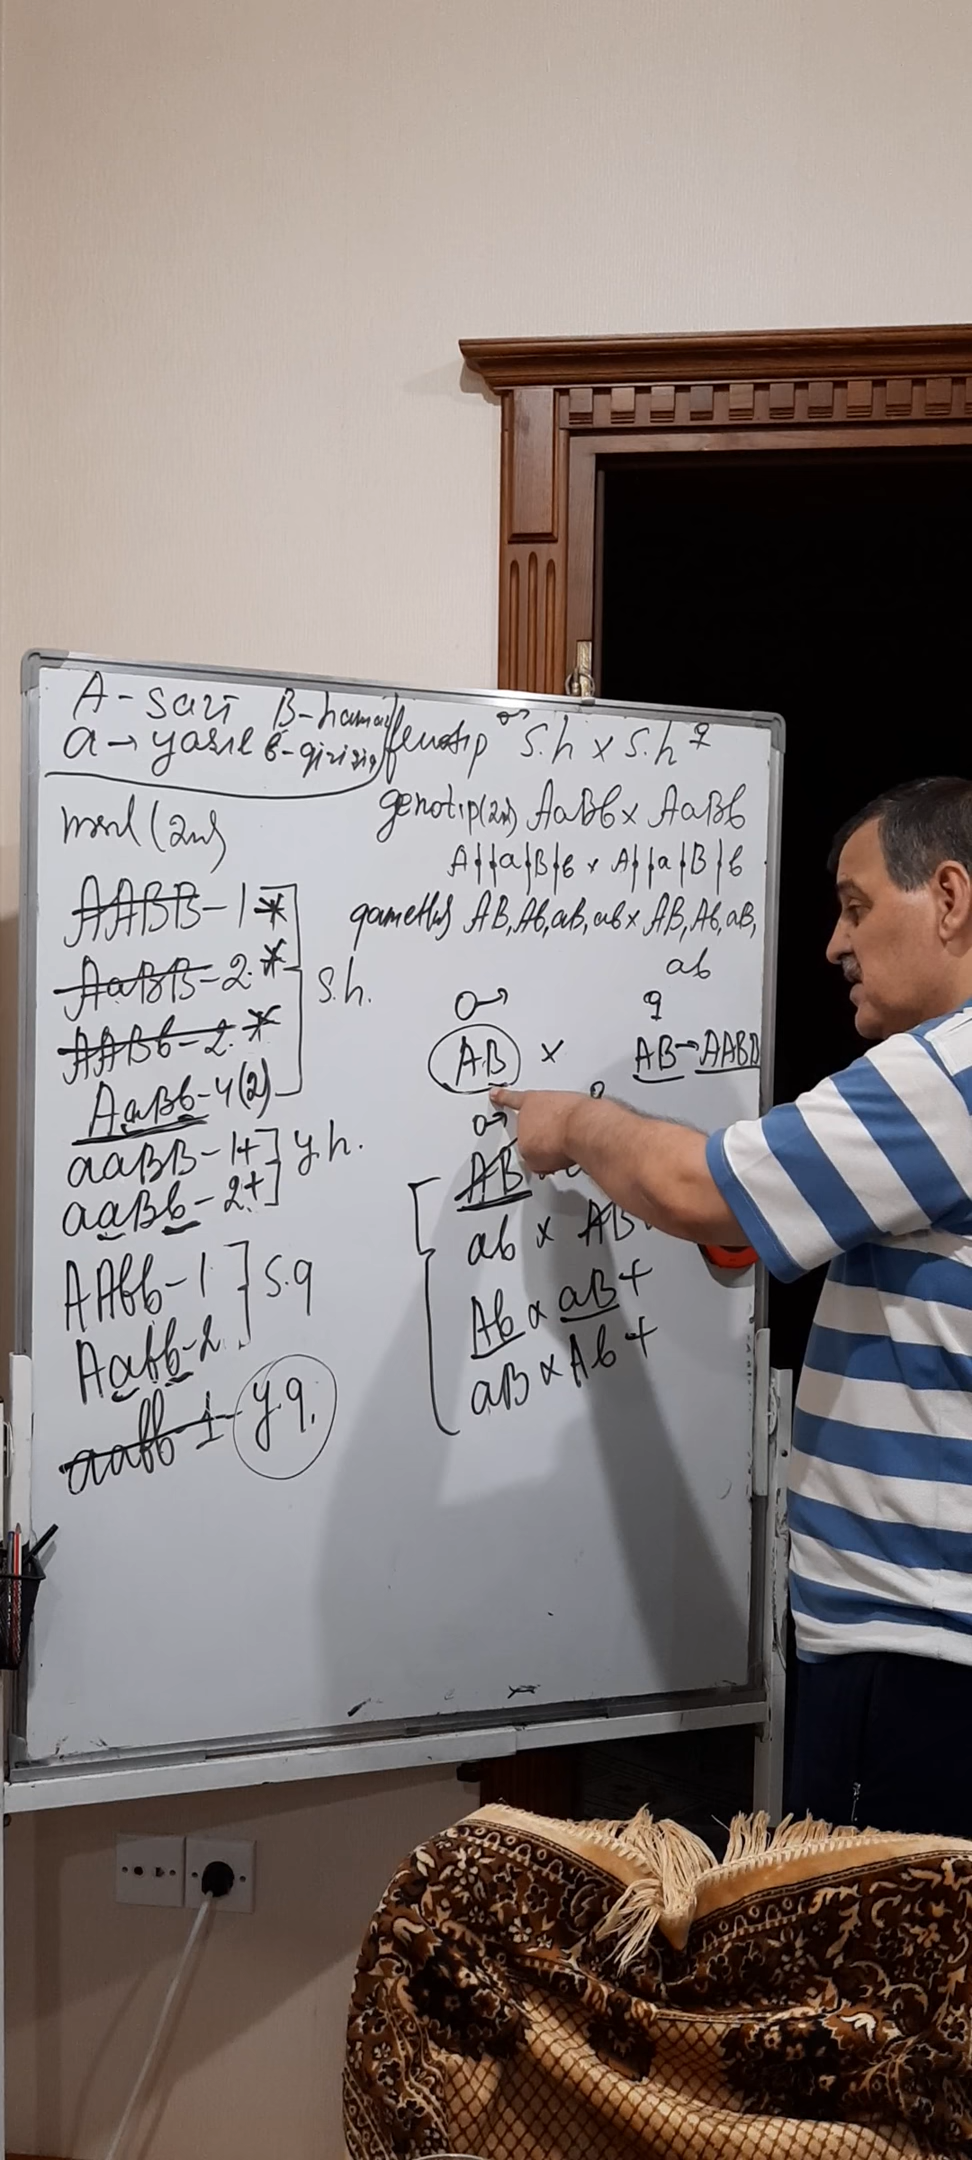 A - sarı B - hamar
a → yaşıl b - qırışıq
fenotip ♂ s.h x s.h ♀
genotip (2n) AaBb x AaBb
A||a|B|b x A||a|B|b
AB, Ab, aB, ab x AB, Ab, aB,
ab
♂ ♀
AB x AB → AABB
♂
AB
ab x AB
Ab x aB +
aB x Ab +
(2n)
AABB - 1 *
AaBB - 2 *
AABb - 2 *
s.h.
AaBb - 4(2)
aaBB - 1+
y.h.
aaBb - 2+
AAbb - 1
s.q
Aabb - 2
aabb - 1 - y.q.